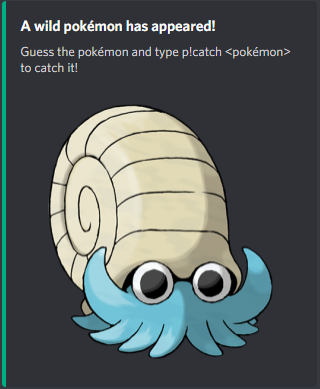 A wild pokémon has appeared!
Guess the pokémon and type p!catch <pokémon>
to catch it!